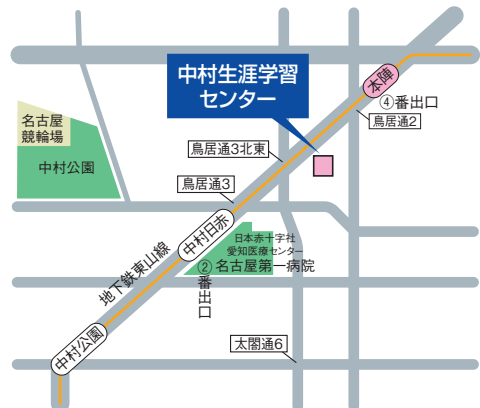 中村生涯学習
センター
本陣
④番出口
鳥居通2
名古屋
競輪場
中村公園
鳥居通3北東
鳥居通3
中村日赤
日本赤十字社
愛知医療センター
名古屋第一病院
②番出口
地下鉄東山線
太閤通6
中村公園